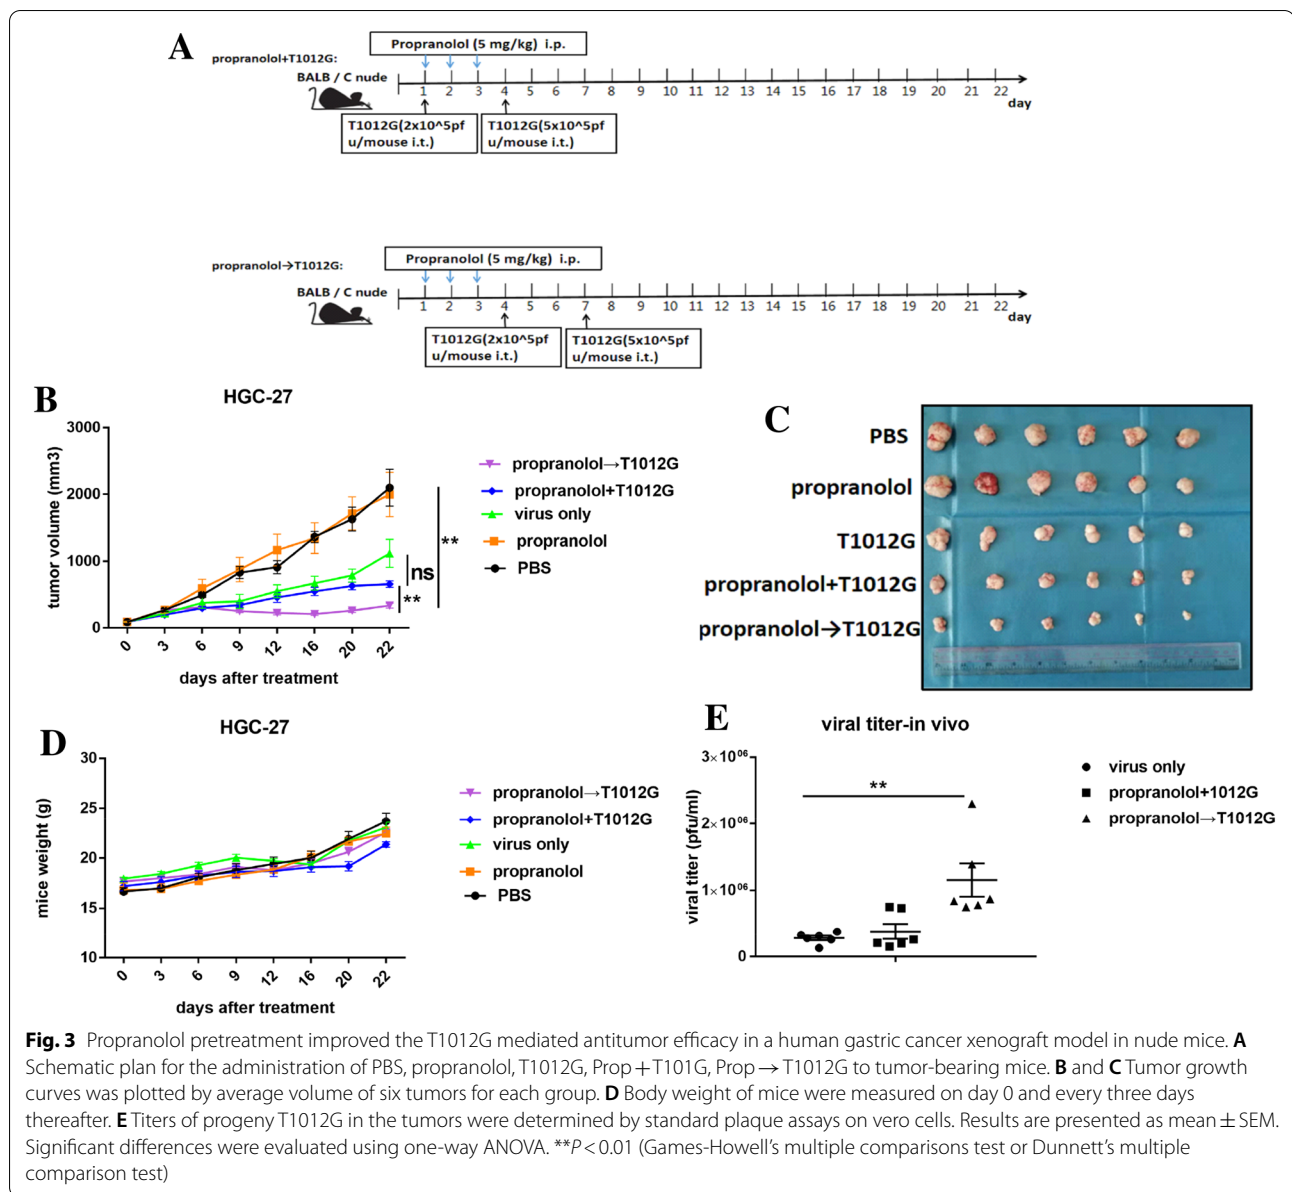 A
Propranolol (5 mg/kg) i.p.
propranolol+T1012G:
BALB / C nude
1 2 3 4 5 6 7 8 9 10 11 12 13 14 15 16 17 18 19 20 21 22
day
T1012G(2x10^5pf
u/mouse i.t.)
T1012G(5x10^5pf
u/mouse i.t.)
Propranolol (5 mg/kg) i.p.
propranolol→T1012G:
BALB / C nude
1 2 3 4 5 6 7 8 9 10 11 12 13 14 15 16 17 18 19 20 21 22
day
T1012G(2x10^5pf
u/mouse i.t.)
T1012G(5x10^5pf
u/mouse i.t.)
B
HGC-27
tumor volume (mm3)
3000
2000
1000
0
0 3 6 9 12 16 20 22
days after treatment
propranolol→T1012G
propranolol+T1012G
virus only
propranolol
PBS
**
ns
**
C
PBS
propranolol
T1012G
propranolol+T1012G
propranolol→T1012G
D
HGC-27
mice weight (g)
30
25
20
15
10
0 3 6 9 12 16 20 22
days after treatment
propranolol→T1012G
propranolol+T1012G
virus only
propranolol
PBS
E
viral titer-in vivo
viral titer (pfu/ml)
3×10⁰⁶
2×10⁰⁶
1×10⁰⁶
0
**
virus only
propranolol+1012G
propranolol→T1012G
Fig. 3 Propranolol pretreatment improved the T1012G mediated antitumor efficacy in a human gastric cancer xenograft model in nude mice. A
Schematic plan for the administration of PBS, propranolol, T1012G, Prop + T101G, Prop → T1012G to tumor-bearing mice. B and C Tumor growth
curves was plotted by average volume of six tumors for each group. D Body weight of mice were measured on day 0 and every three days
thereafter. E Titers of progeny T1012G in the tumors were determined by standard plaque assays on vero cells. Results are presented as mean ± SEM.
Significant differences were evaluated using one-way ANOVA. **P < 0.01 (Games-Howell's multiple comparisons test or Dunnett's multiple
comparison test)